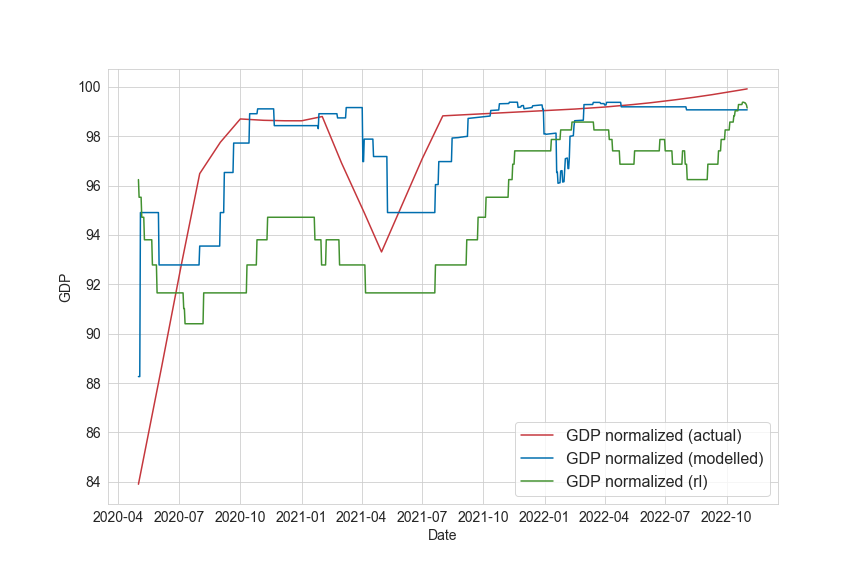 100
98
96
94
92
90
88
86
84
GDP
GDP normalized (actual)
GDP normalized (modelled)
GDP normalized (rl)
2020-04 2020-07 2020-10 2021-01 2021-04 2021-07 2021-10 2022-01 2022-04 2022-07 2022-10
Date